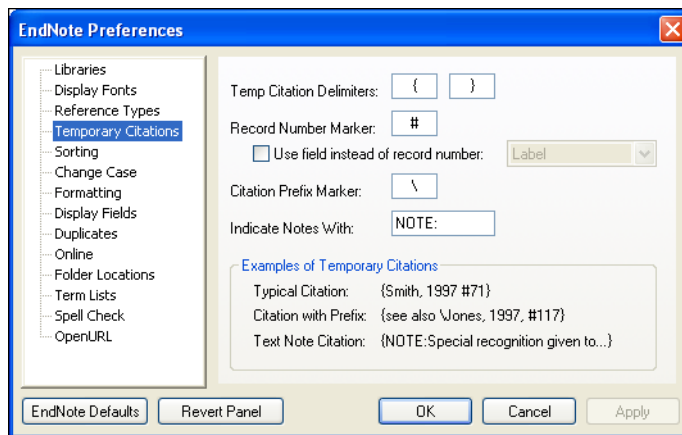 EndNote Preferences
Libraries
Display Fonts
Reference Types
Temporary Citations
Sorting
Change Case
Formatting
Display Fields
Duplicates
Online
Folder Locations
Term Lists
Spell Check
OpenURL
Temp Citation Delimiters: { }
Record Number Marker: #
Use field instead of record number: Label
Citation Prefix Marker: \
Indicate Notes With: NOTE:
Examples of Temporary Citations
Typical Citation: {Smith, 1997 #71}
Citation with Prefix: {see also \Jones, 1997, #117}
Text Note Citation: {NOTE:Special recognition given to...}
EndNote Defaults Revert Panel OK Cancel Apply